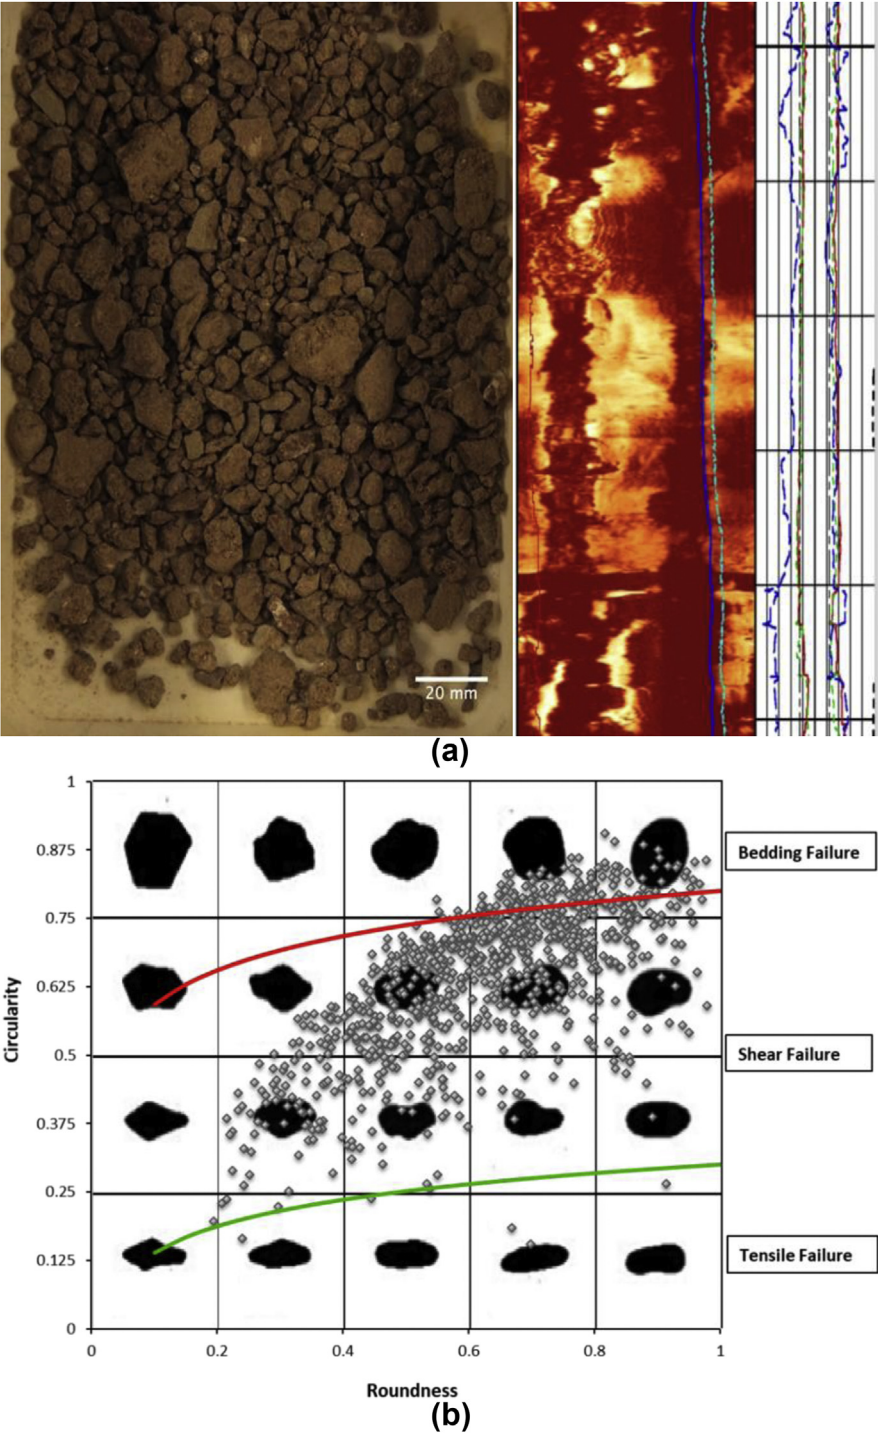 20 mm
(a)
1
0.875
Bedding Failure
0.75
0.625
Circularity
0.5
Shear Failure
0.375
0.25
0.125
Tensile Failure
0
0 0.2 0.4 0.6 0.8 1
Roundness
(b)